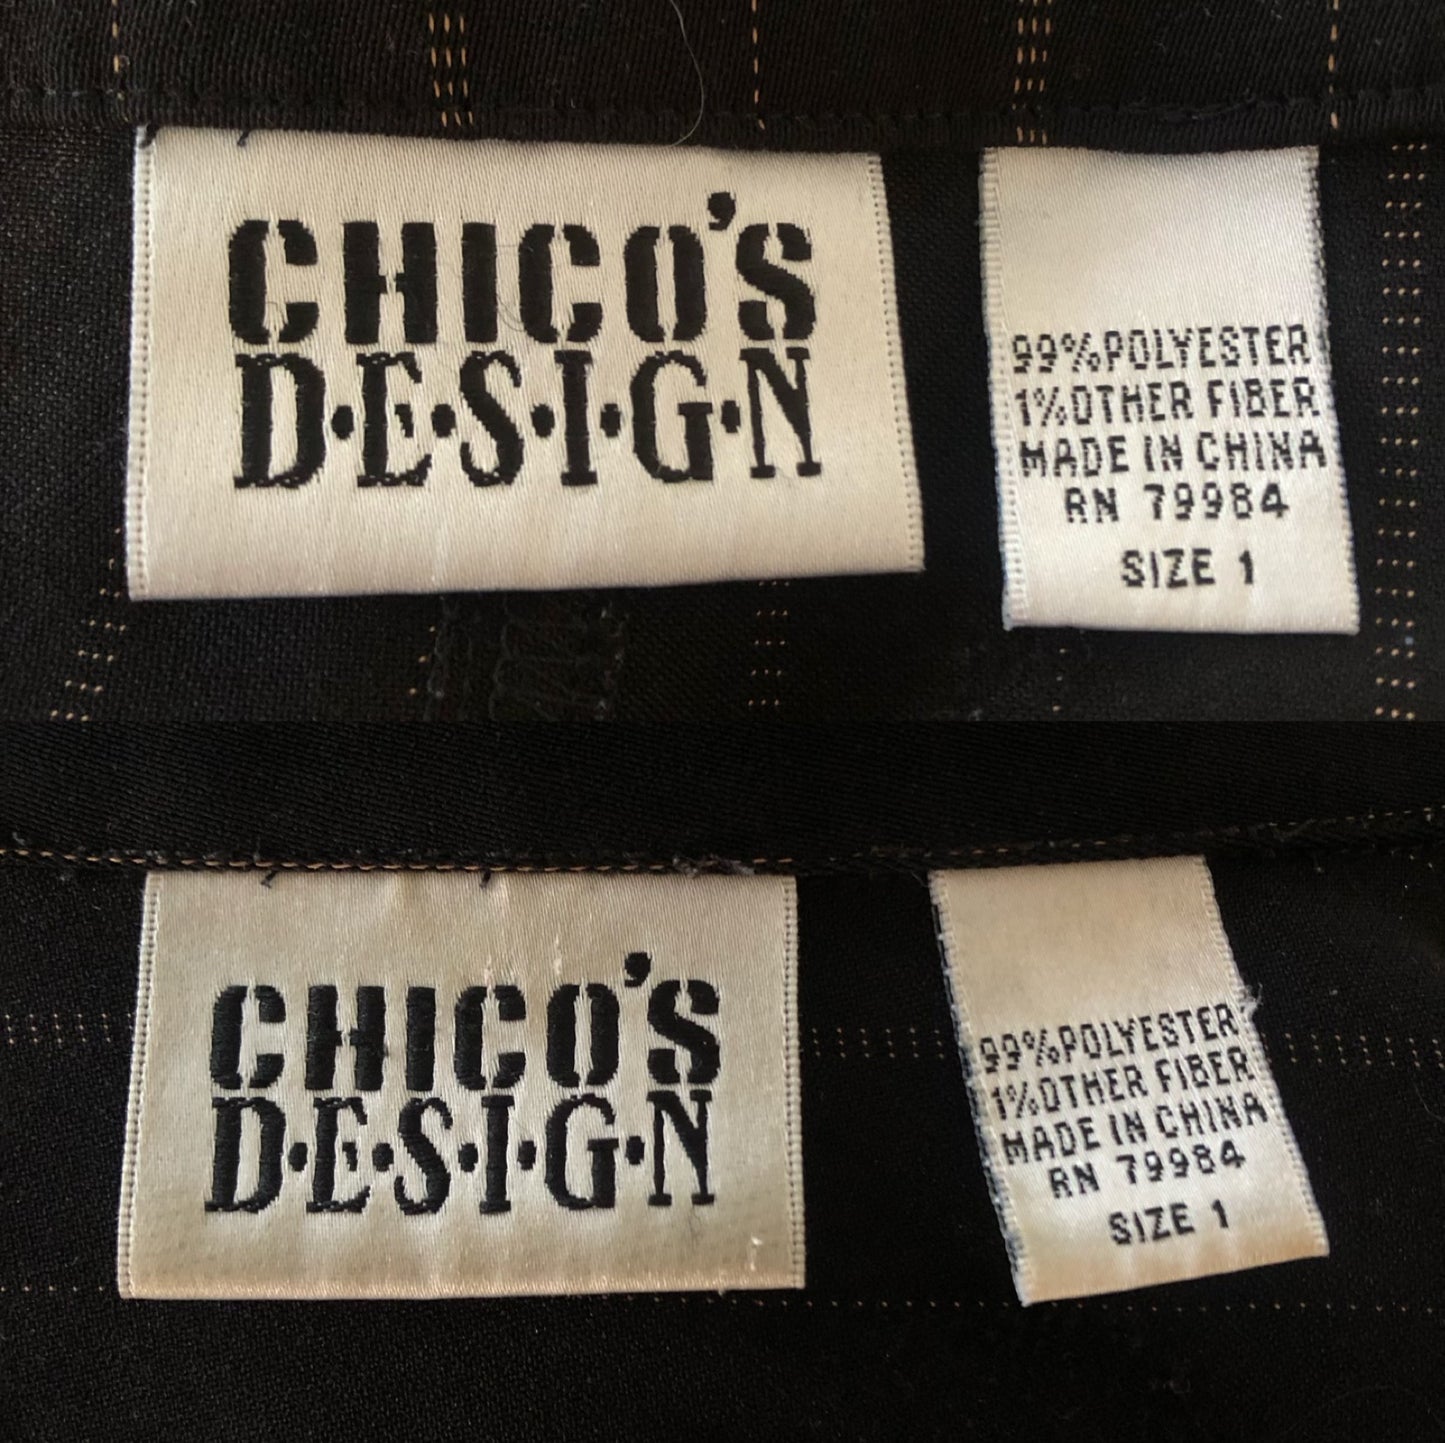 CHICO'S
D·E·S·I·G·N
99%POLYESTER
1%OTHER FIBER
MADE IN CHINA
RN 79984
SIZE 1
CHICO'S
D·E·S·I·G·N
99%POLYESTER
1%OTHER FIBER
MADE IN CHINA
RN 79984
SIZE 1